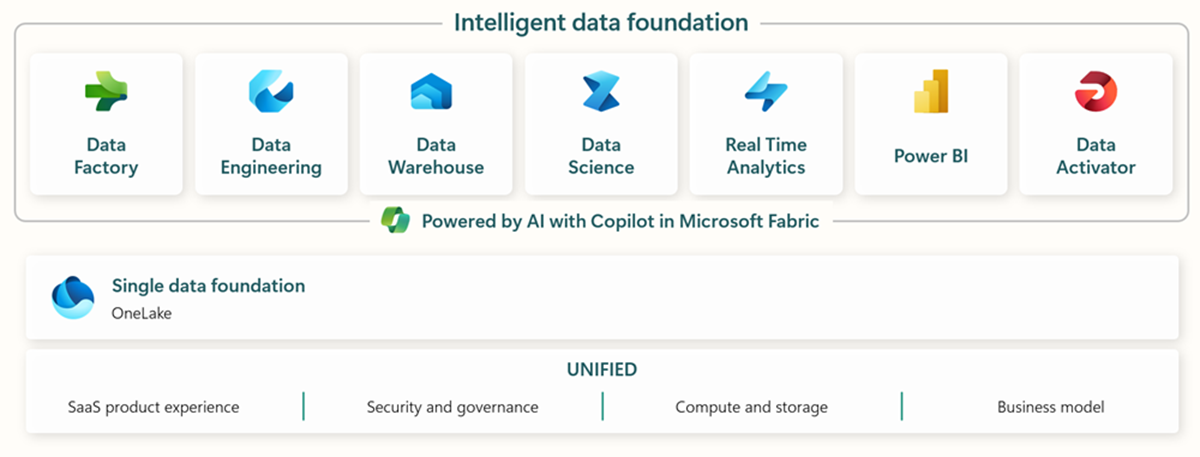 Intelligent data foundation
Data
Factory
Data
Engineering
Data
Warehouse
Data
Science
Real Time
Analytics
Power BI
Data
Activator
Powered by AI with Copilot in Microsoft Fabric
Single data foundation
OneLake
UNIFIED
SaaS product experience
Security and governance
Compute and storage
Business model